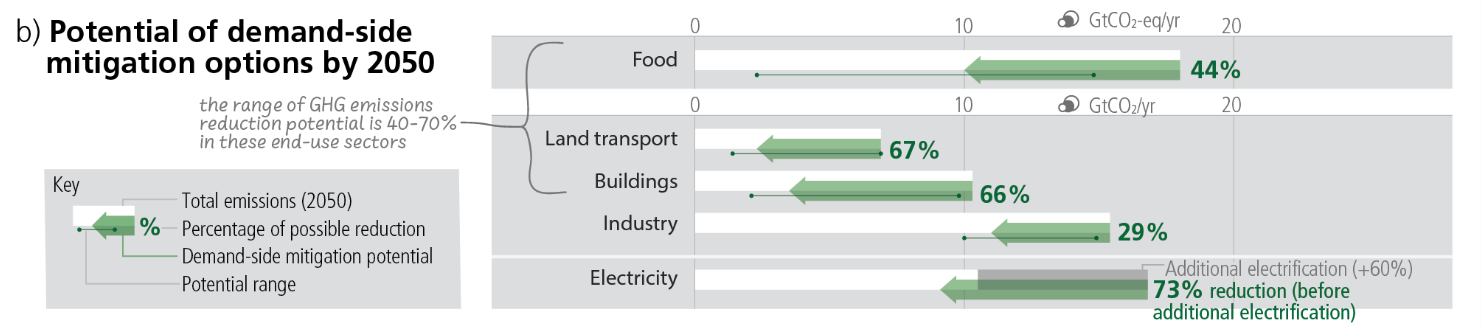 b) Potential of demand-side
mitigation options by 2050
the range of GHG emissions
reduction potential is 40-70%
in these end-use sectors
Key
Total emissions (2050)
% Percentage of possible reduction
Demand-side mitigation potential
Potential range
0 10 GtCO₂-eq/yr 20
Food 44%
0 10 GtCO₂/yr 20
Land transport 67%
Buildings 66%
Industry 29%
Electricity
Additional electrification (+60%)
73% reduction (before
additional electrification)